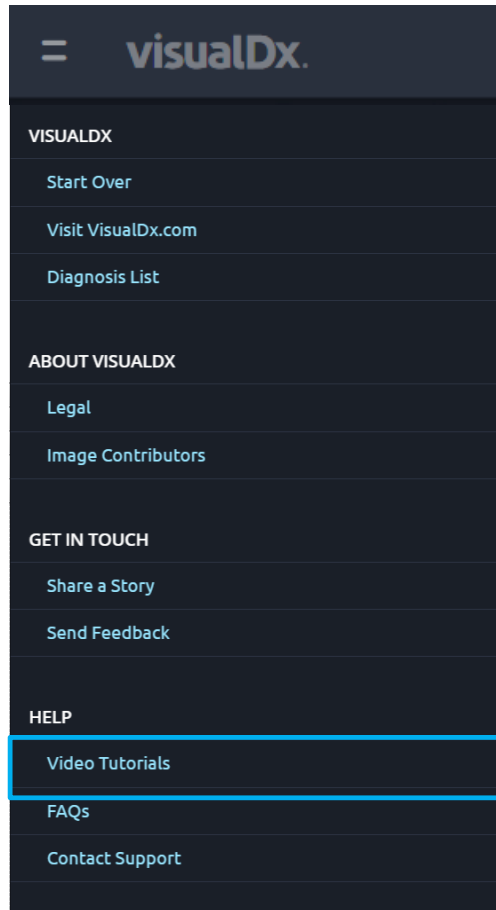 visualDx.
VISUALDX
Start Over
Visit VisualDx.com
Diagnosis List
ABOUT VISUALDX
Legal
Image Contributors
GET IN TOUCH
Share a Story
Send Feedback
HELP
Video Tutorials
FAQs
Contact Support